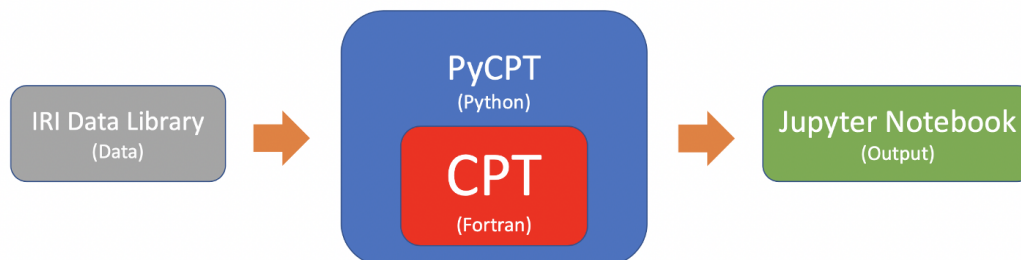 IRI Data Library
(Data)
PyCPT
(Python)
CPT
(Fortran)
Jupyter Notebook
(Output)